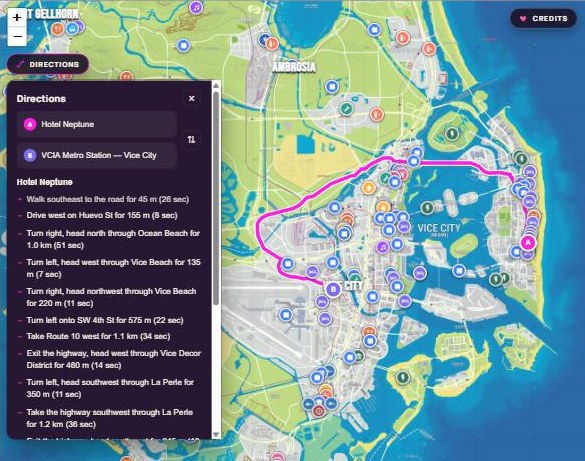 T GELLHORN
+
−
CREDITS
DIRECTIONS
AMBROSIA
Directions
×
A Hotel Neptune
B VCIA Metro Station — Vice City
Hotel Neptune
Walk southeast to the road for 45 m (26 sec)
Drive west on Huevo St for 155 m (8 sec)
Turn right, head north through Ocean Beach for
1.0 km (51 sec)
Turn left, head west through Vice Beach for 135
m (7 sec)
Turn right, head northwest through Vice Beach
for 220 m (11 sec)
Turn left onto SW 4th St for 575 m (22 sec)
Take Route 10 west for 1.1 km (34 sec)
Exit the highway, head west through Vice Decor
District for 460 m (14 sec)
Turn left, head southwest through La Perle for
350 m (11 sec)
Take the highway southwest through La Perle
for 1.2 km (36 sec)
VICE CITY
A
B
CITY